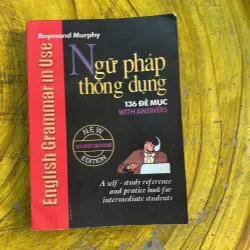 Raymond Murphy
English Grammar in Use
Ngữ pháp
thông dụng
136 ĐỀ MỤC
WITH ANSWERS
NEW
EDITION
A self - study reference
and pratice book for
intermediate students